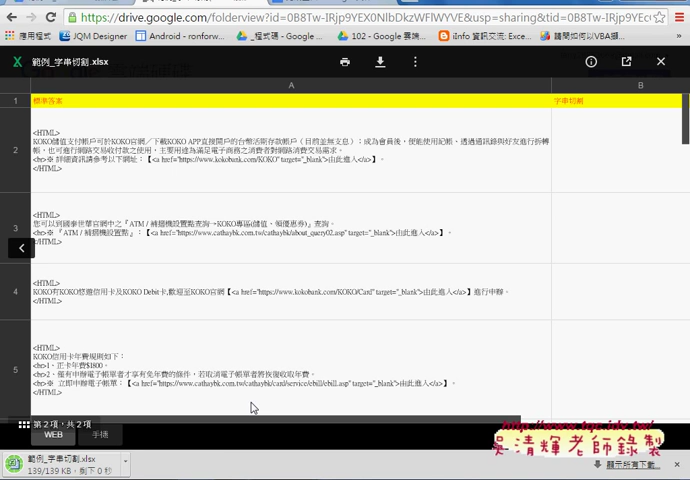 https://drive.google.com/folderview?id=0B8Tw-IRjp9YEX0NlbDkzWFlWYVE&usp=sharing&tid=0B8Tw-IRjp9YEc
應用程式 JQM Designer Android - ronforw... _程式碼 - Google ... 102 - Google 雲端... iInfo 資訊交流: Exce... 請問如何以VBA擷...
範例_字串切割.xlsx
A B
1 標準答案 字串切割
<HTML>
KOKO儲值支付帳戶可於KOKO官網／下載KOKO APP直接開戶的台幣活期存款帳戶（目前並無支息）；成為會員後，便能使用記帳、透過通訊錄與好友進行拆轉
2 帳、也可進行網路交易收付款之使用，主要用途為滿足電子商務之消費者對網路消費交易需求。
<br>※ 詳細資訊請參考以下網址：【<a href="https://www.kokobank.com/KOKO" target="_blank">由此進入</a>】。
</HTML>
<HTML>
您可以到國泰世華官網中之『ATM / 補摺機設置點查詢→KOKO專區(儲值、領優惠券)』查詢。
3 <br>※ 『ATM / 補摺機設置點』：【<a href="https://www.cathaybk.com.tw/cathaybk/about_query02.asp" target="_blank">由此進入</a>】。
</HTML>
<HTML>
4 KOKO有KOKO悠遊信用卡及KOKO Debit卡,歡迎至KOKO官網【<a href="https://www.kokobank.com/KOKO/Card" target="_blank">由此進入</a>】進行申辦。
</HTML>
<HTML>
KOKO信用卡年費規則如下：
<br>1、正卡年費$1800。
5 <br>2、僅有申辦電子帳單者才享有免年費的條件，若取消電子帳單者將恢復收取年費。
<br>※ 立即申辦電子帳單：【<a href="https://www.cathaybk.com.tw/cathaybk/card/service/ebill/ebill.asp" target="_blank">由此進入</a>】。
</HTML>
第 2 項，共 2 項
http://www.tqc.idv.tw/
WEB 手機
吳清輝老師錄製
範例_字串切割.xlsx
139/139 KB，剩下 0 秒
顯示所有下載...